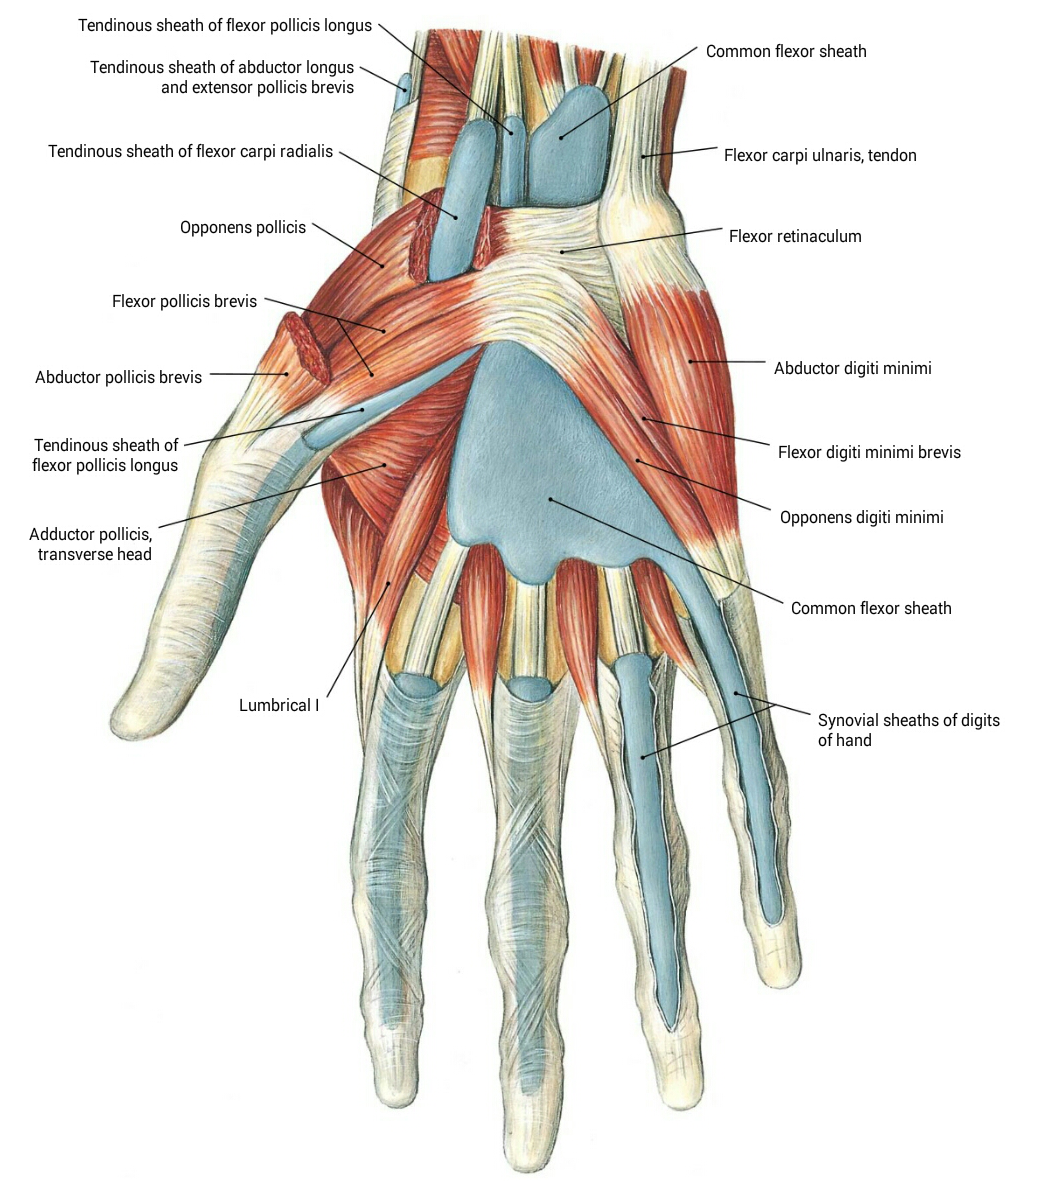 Tendinous sheath of flexor pollicis longus
Tendinous sheath of abductor longus
and extensor pollicis brevis
Tendinous sheath of flexor carpi radialis
Opponens pollicis
Flexor pollicis brevis
Abductor pollicis brevis
Tendinous sheath of
flexor pollicis longus
Adductor pollicis,
transverse head
Lumbrical I
Common flexor sheath
Flexor carpi ulnaris, tendon
Flexor retinaculum
Abductor digiti minimi
Flexor digiti minimi brevis
Opponens digiti minimi
Common flexor sheath
Synovial sheaths of digits
of hand